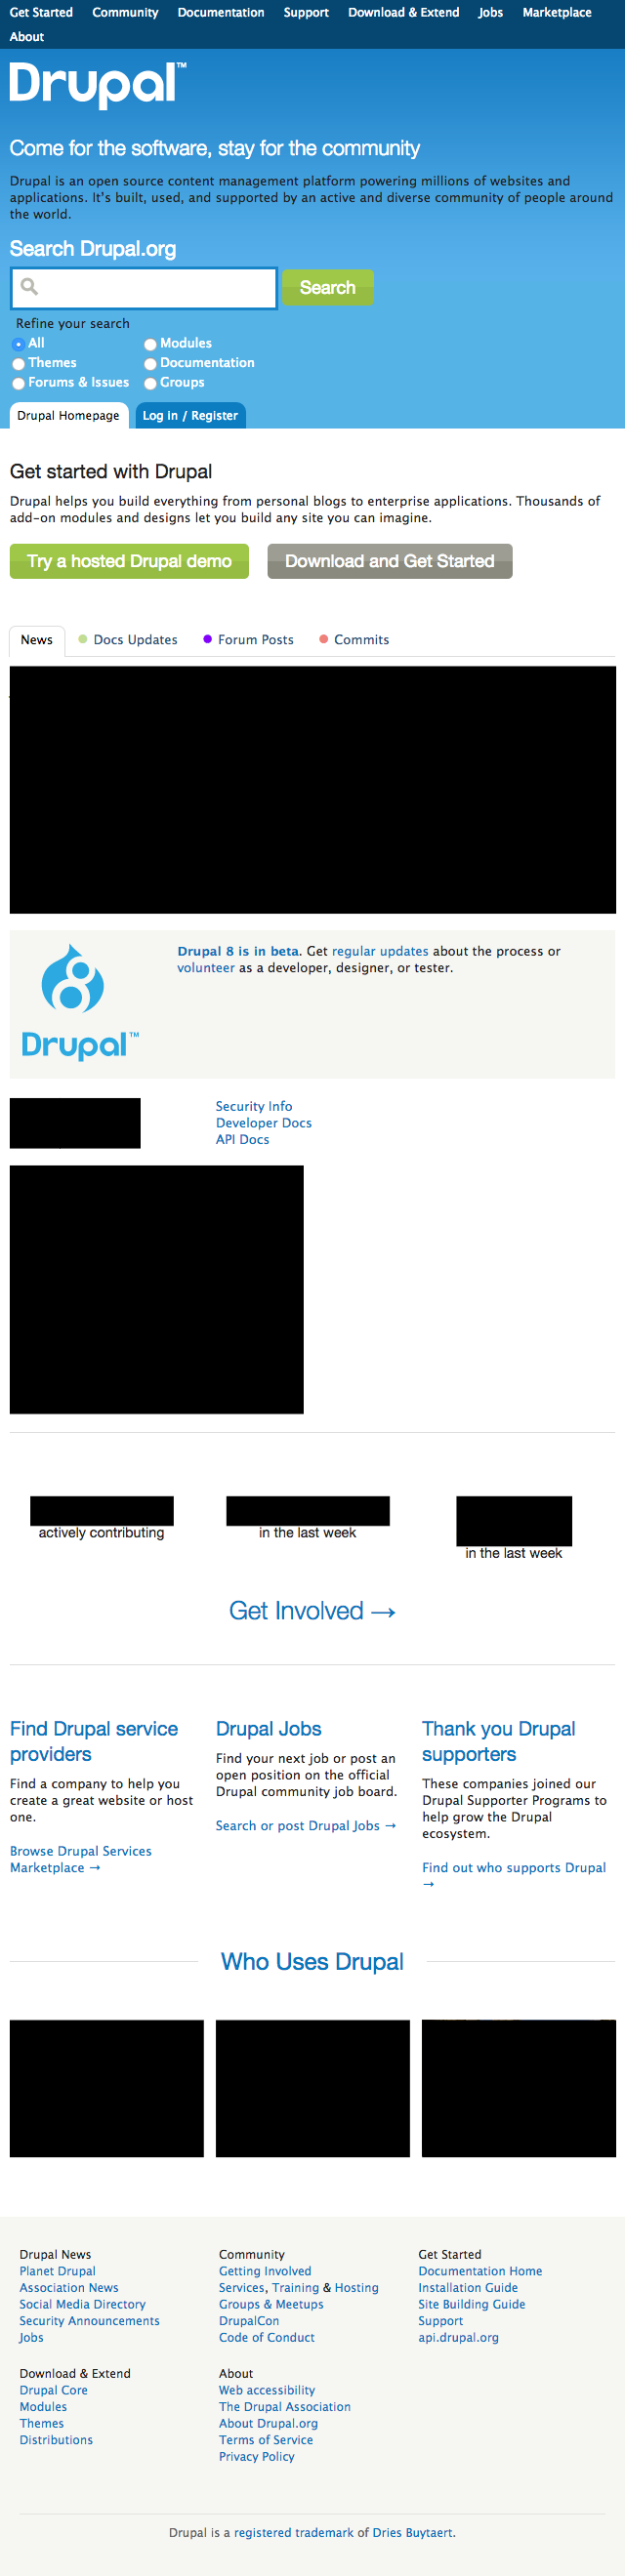 Get Started Community Documentation Support Download & Extend Jobs Marketplace
About
Drupal™
Come for the software, stay for the community
Drupal is an open source content management platform powering millions of websites and
applications. It's built, used, and supported by an active and diverse community of people around
the world.
Search Drupal.org
Search
Refine your search
All Modules
Themes Documentation
Forums & Issues Groups
Drupal Homepage Log in / Register
Get started with Drupal
Drupal helps you build everything from personal blogs to enterprise applications. Thousands of
add-on modules and designs let you build any site you can imagine.
Try a hosted Drupal demo Download and Get Started
News Docs Updates Forum Posts Commits
Drupal 8 is in beta. Get regular updates about the process or
volunteer as a developer, designer, or tester.
Drupal™
Security Info
Developer Docs
API Docs
actively contributing
in the last week
in the last week
Get Involved →
Find Drupal service
providers
Find a company to help you
create a great website or host
one.
Browse Drupal Services
Marketplace →
Drupal Jobs
Find your next job or post an
open position on the official
Drupal community job board.
Search or post Drupal Jobs →
Thank you Drupal
supporters
These companies joined our
Drupal Supporter Programs to
help grow the Drupal
ecosystem.
Find out who supports Drupal
→
Who Uses Drupal
Drupal News
Planet Drupal
Association News
Social Media Directory
Security Announcements
Jobs
Community
Getting Involved
Services, Training & Hosting
Groups & Meetups
DrupalCon
Code of Conduct
Get Started
Documentation Home
Installation Guide
Site Building Guide
Support
api.drupal.org
Download & Extend
Drupal Core
Modules
Themes
Distributions
About
Web accessibility
The Drupal Association
About Drupal.org
Terms of Service
Privacy Policy
Drupal is a registered trademark of Dries Buytaert.